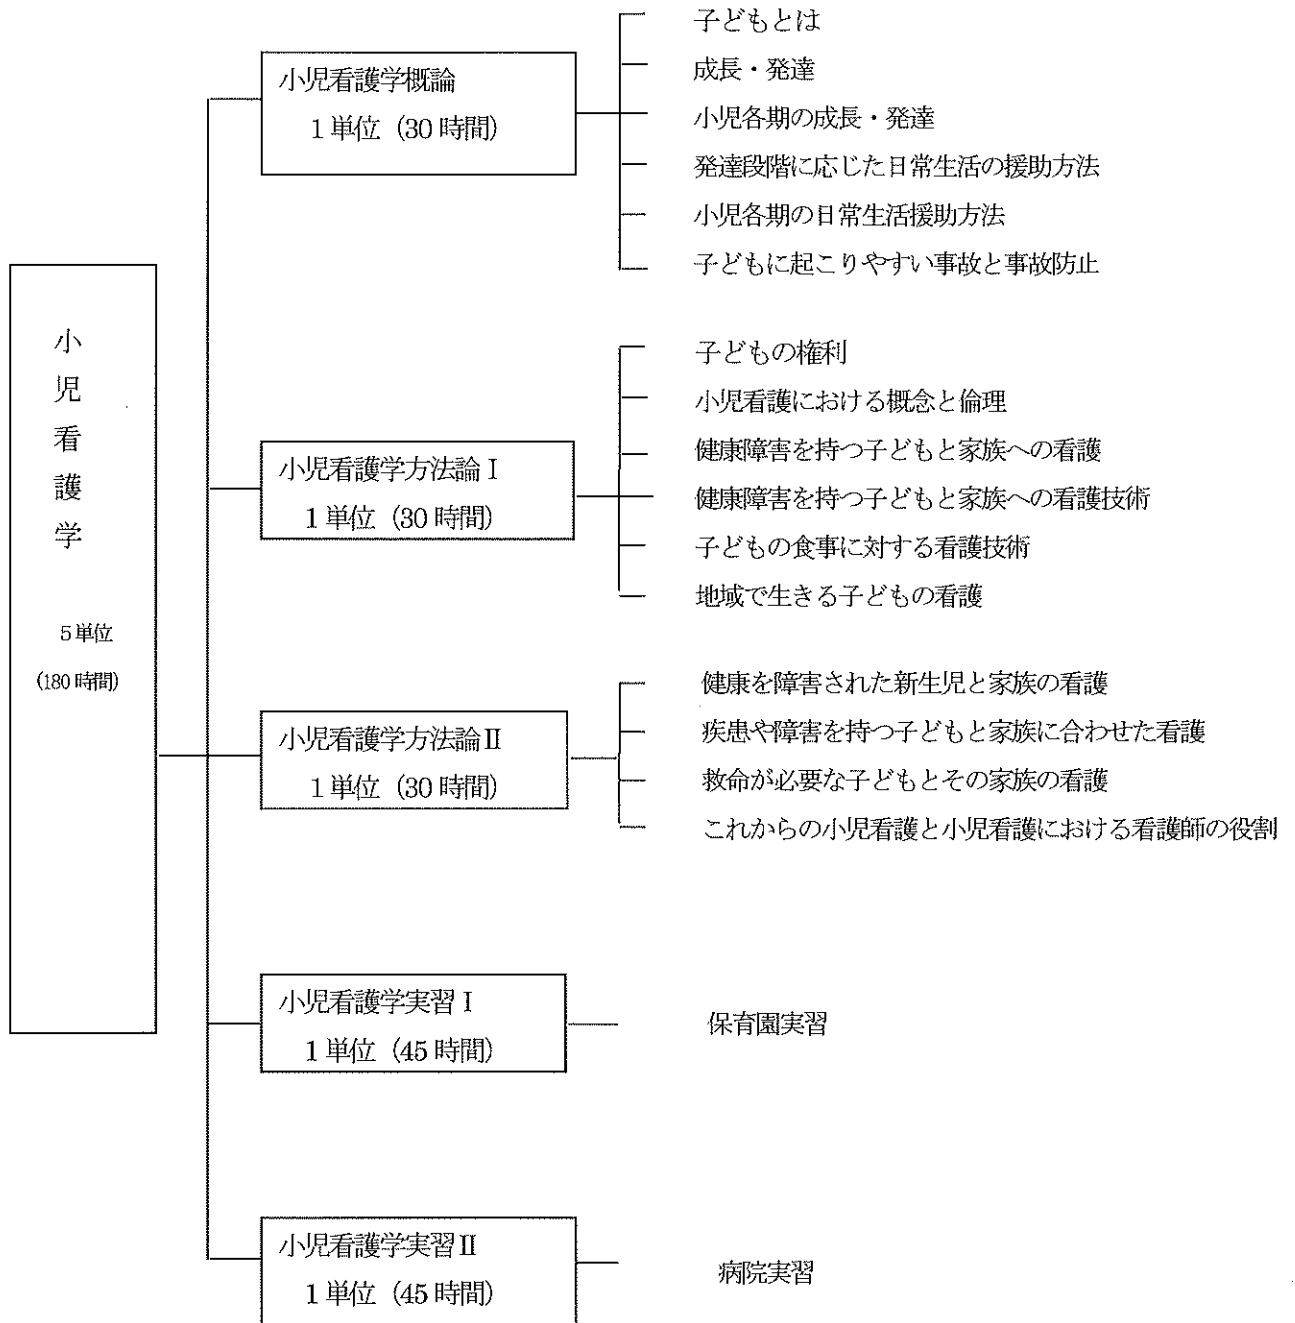 小児看護学
5単位
(180時間)
小児看護学概論
1単位（30時間）
子どもとは
成長・発達
小児各期の成長・発達
発達段階に応じた日常生活の援助方法
小児各期の日常生活援助方法
子どもに起こりやすい事故と事故防止
小児看護学方法論Ⅰ
1単位（30時間）
子どもの権利
小児看護における概念と倫理
健康障害を持つ子どもと家族への看護
健康障害を持つ子どもと家族への看護技術
子どもの食事に対する看護技術
地域で生きる子どもの看護
小児看護学方法論Ⅱ
1単位（30時間）
健康を障害された新生児と家族の看護
疾患や障害を持つ子どもと家族に合わせた看護
救命が必要な子どもとその家族の看護
これからの小児看護と小児看護における看護師の役割
小児看護学実習Ⅰ
1単位（45時間）
保育園実習
小児看護学実習Ⅱ
1単位（45時間）
病院実習